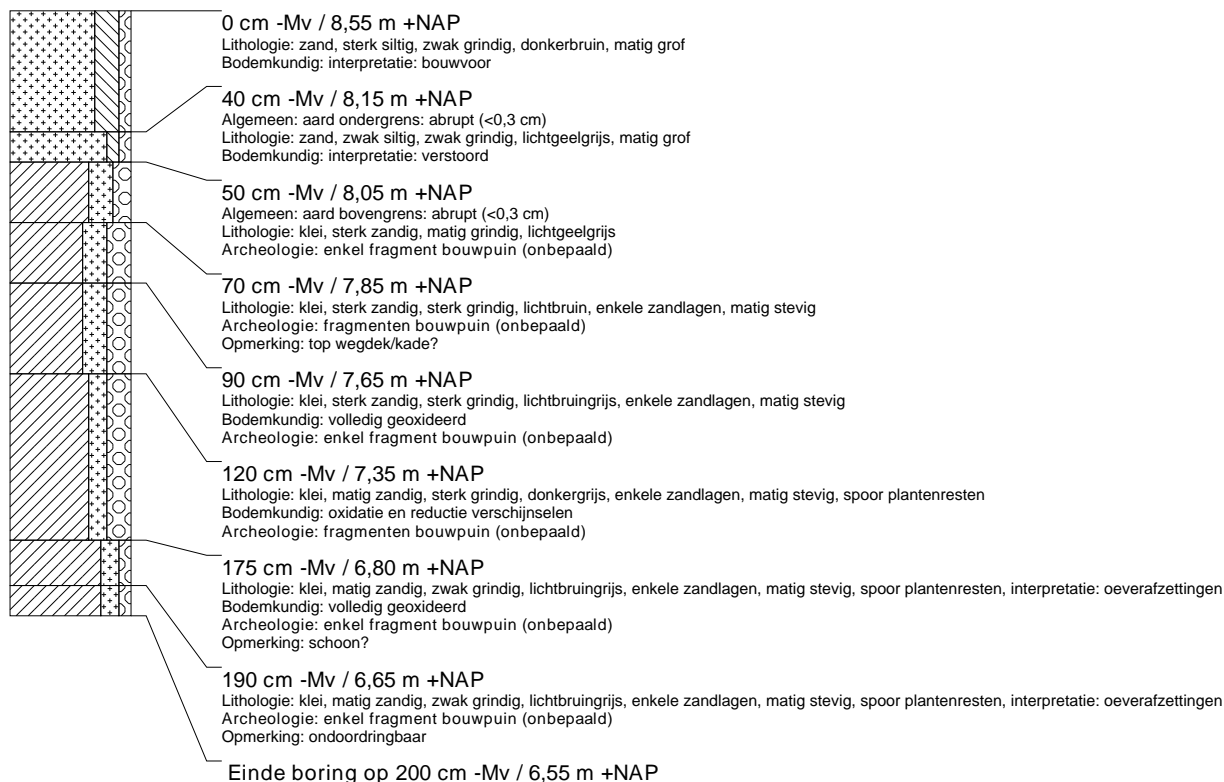 0 cm -Mv / 8,55 m +NAP
Lithologie: zand, sterk siltig, zwak grindig, donkerbruin, matig grof
Bodemkundig: interpretatie: bouwvoor
40 cm -Mv / 8,15 m +NAP
Algemeen: aard ondergrens: abrupt (<0,3 cm)
Lithologie: zand, zwak siltig, zwak grindig, lichtgeelgrijs, matig grof
Bodemkundig: interpretatie: verstoord
50 cm -Mv / 8,05 m +NAP
Algemeen: aard bovengrens: abrupt (<0,3 cm)
Lithologie: klei, sterk zandig, matig grindig, lichtgeelgrijs
Archeologie: enkel fragment bouwpuin (onbepaald)
70 cm -Mv / 7,85 m +NAP
Lithologie: klei, sterk zandig, sterk grindig, lichtbruin, enkele zandlagen, matig stevig
Archeologie: fragmenten bouwpuin (onbepaald)
Opmerking: top wegdek/kade?
90 cm -Mv / 7,65 m +NAP
Lithologie: klei, sterk zandig, sterk grindig, lichtbruingrijs, enkele zandlagen, matig stevig
Bodemkundig: volledig geoxideerd
Archeologie: enkel fragment bouwpuin (onbepaald)
120 cm -Mv / 7,35 m +NAP
Lithologie: klei, matig zandig, sterk grindig, donkergrijs, enkele zandlagen, matig stevig, spoor plantenresten
Bodemkundig: oxidatie en reductie verschijnselen
Archeologie: fragmenten bouwpuin (onbepaald)
175 cm -Mv / 6,80 m +NAP
Lithologie: klei, matig zandig, zwak grindig, lichtbruingrijs, enkele zandlagen, matig stevig, spoor plantenresten, interpretatie: oeverafzettingen
Bodemkundig: volledig geoxideerd
Archeologie: enkel fragment bouwpuin (onbepaald)
Opmerking: schoon?
190 cm -Mv / 6,65 m +NAP
Lithologie: klei, matig zandig, zwak grindig, lichtbruingrijs, enkele zandlagen, matig stevig, spoor plantenresten, interpretatie: oeverafzettingen
Archeologie: enkel fragment bouwpuin (onbepaald)
Opmerking: ondoordringbaar
Einde boring op 200 cm -Mv / 6,55 m +NAP